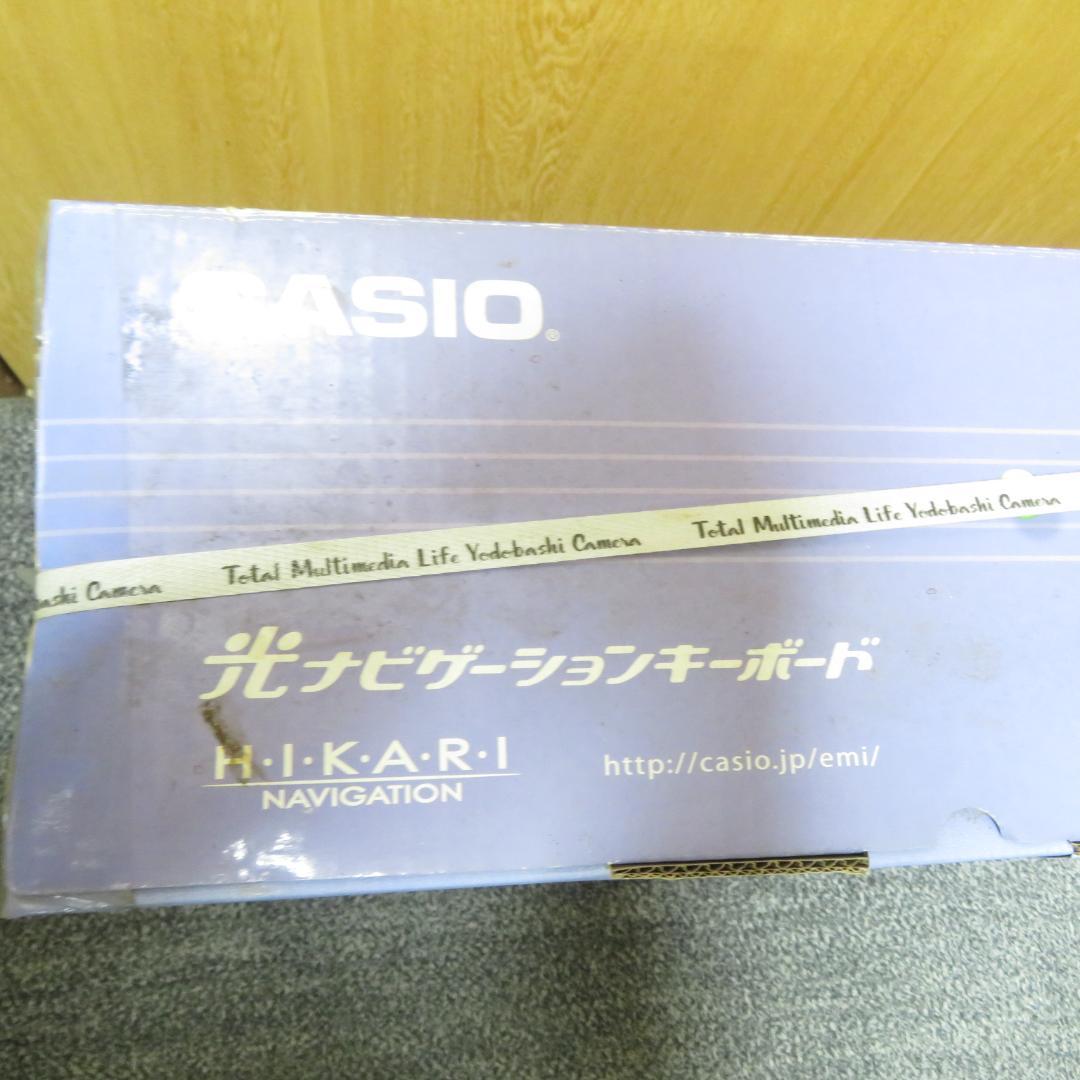 CASIO®
Total Multimedia Life Yodobashi Camera
Total Multimedia Life Yodobashi Camera
Camera
光ナビゲーションキーボード
H·I·K·A·R·I
NAVIGATION
http://casio.jp/emi/